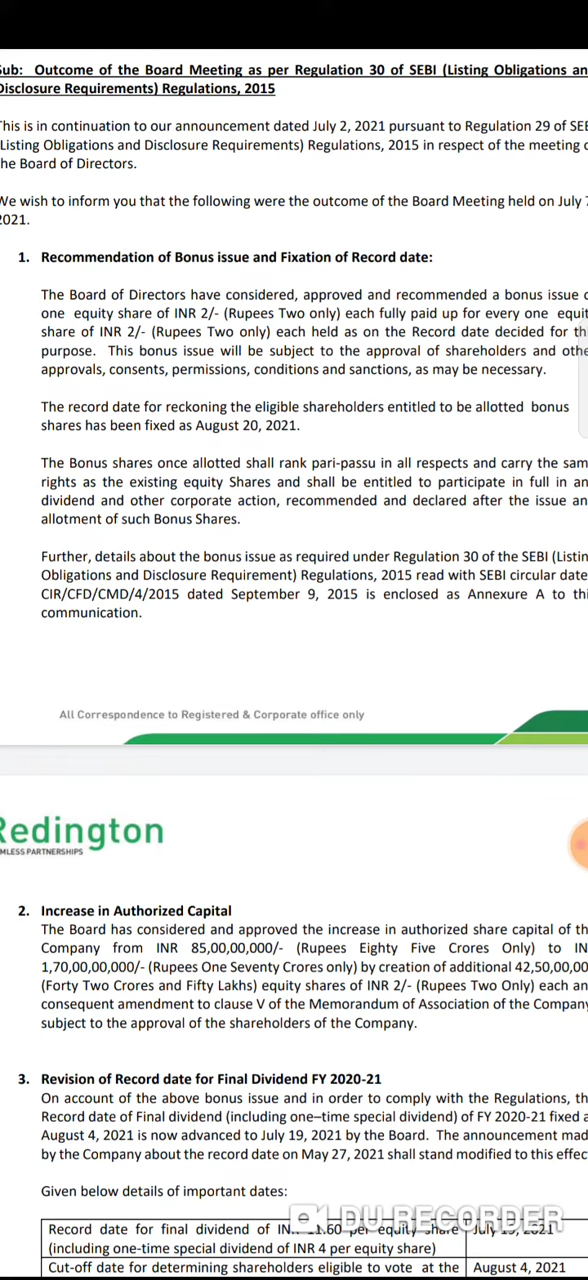 Sub: Outcome of the Board Meeting as per Regulation 30 of SEBI (Listing Obligations an
Disclosure Requirements) Regulations, 2015
This is in continuation to our announcement dated July 2, 2021 pursuant to Regulation 29 of SEB
(Listing Obligations and Disclosure Requirements) Regulations, 2015 in respect of the meeting o
the Board of Directors.
We wish to inform you that the following were the outcome of the Board Meeting held on July 7
2021.
1. Recommendation of Bonus issue and Fixation of Record date:
The Board of Directors have considered, approved and recommended a bonus issue o
one equity share of INR 2/- (Rupees Two only) each fully paid up for every one equit
share of INR 2/- (Rupees Two only) each held as on the Record date decided for th
purpose. This bonus issue will be subject to the approval of shareholders and othe
approvals, consents, permissions, conditions and sanctions, as may be necessary.
The record date for reckoning the eligible shareholders entitled to be allotted bonus
shares has been fixed as August 20, 2021.
The Bonus shares once allotted shall rank pari-passu in all respects and carry the sam
rights as the existing equity Shares and shall be entitled to participate in full in an
dividend and other corporate action, recommended and declared after the issue an
allotment of such Bonus Shares.
Further, details about the bonus issue as required under Regulation 30 of the SEBI (Listin
Obligations and Disclosure Requirement) Regulations, 2015 read with SEBI circular date
CIR/CFD/CMD/4/2015 dated September 9, 2015 is enclosed as Annexure A to thi
communication.
All Correspondence to Registered & Corporate office only
Redington
MLESS PARTNERSHIPS
2. Increase in Authorized Capital
The Board has considered and approved the increase in authorized share capital of th
Company from INR 85,00,00,000/- (Rupees Eighty Five Crores Only) to IN
1,70,00,00,000/- (Rupees One Seventy Crores only) by creation of additional 42,50,00,00
(Forty Two Crores and Fifty Lakhs) equity shares of INR 2/- (Rupees Two Only) each an
consequent amendment to clause V of the Memorandum of Association of the Company
subject to the approval of the shareholders of the Company.
3. Revision of Record date for Final Dividend FY 2020-21
On account of the above bonus issue and in order to comply with the Regulations, th
Record date of Final dividend (including one–time special dividend) of FY 2020-21 fixed a
August 4, 2021 is now advanced to July 19, 2021 by the Board. The announcement mad
by the Company about the record date on May 27, 2021 shall stand modified to this effec
Given below details of important dates:
DU RECORDER
Record date for final dividend of 11.60 per equity share July 19, 2021
(including one-time special dividend of INR 4 per equity share)
Cut-off date for determining shareholders eligible to vote at the August 4, 2021